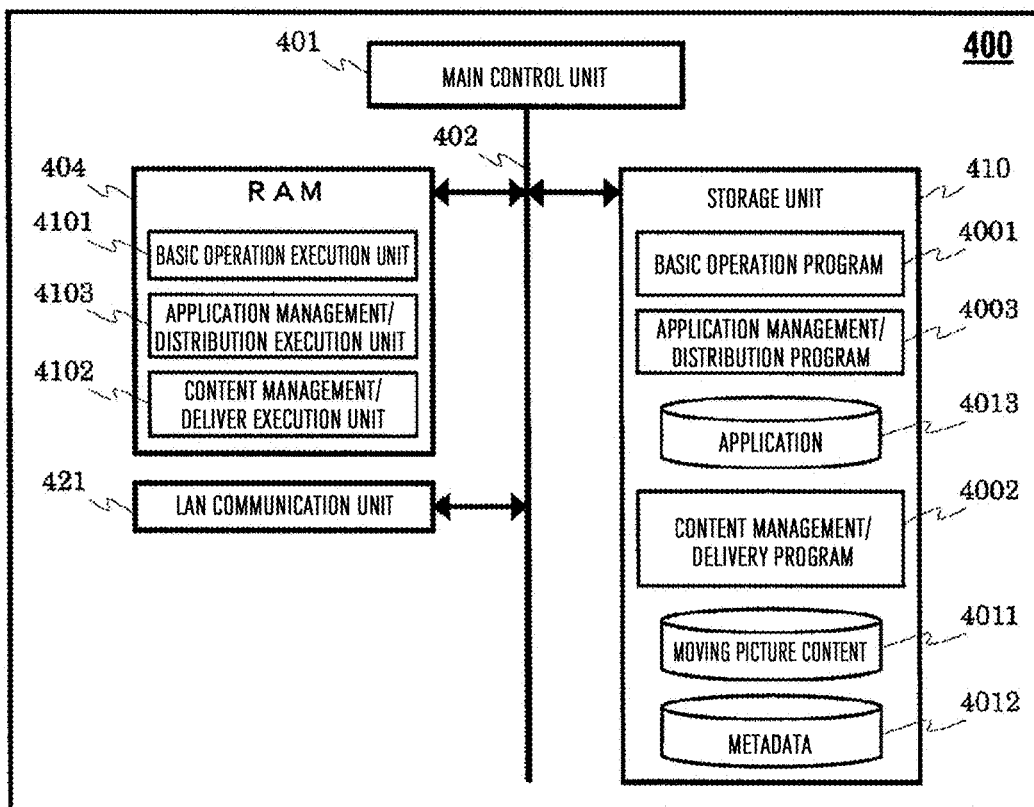 400
401
MAIN CONTROL UNIT
402
404
RAM
4101
BASIC OPERATION EXECUTION UNIT
4103
APPLICATION MANAGEMENT/
DISTRIBUTION EXECUTION UNIT
4102
CONTENT MANAGEMENT/
DELIVER EXECUTION UNIT
421
LAN COMMUNICATION UNIT
410
STORAGE UNIT
4001
BASIC OPERATION PROGRAM
4003
APPLICATION MANAGEMENT/
DISTRIBUTION PROGRAM
4013
APPLICATION
4002
CONTENT MANAGEMENT/
DELIVERY PROGRAM
4011
MOVING PICTURE CONTENT
4012
METADATA